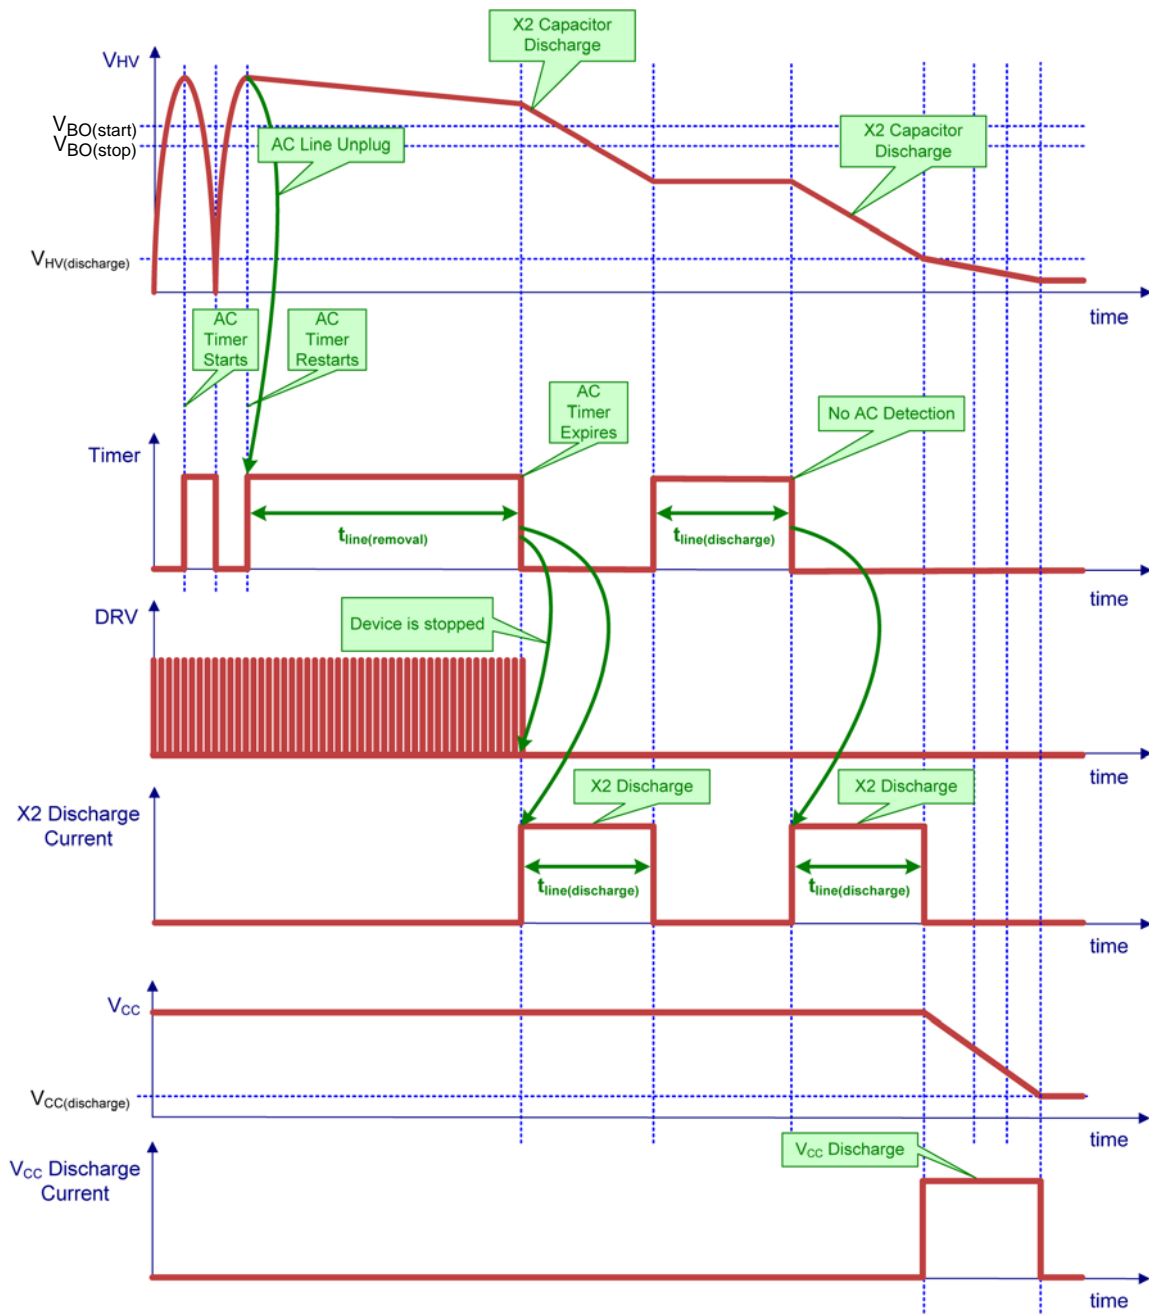 X2 Capacitor
Discharge
VHV
VBO(start)
VBO(stop)
AC Line Unplug
X2 Capacitor
Discharge
VHV(discharge)
time
AC
Timer
Starts
AC
Timer
Restarts
AC
Timer
Expires
No AC Detection
Timer
tline(removal)
tline(discharge)
time
DRV
Device is stopped
time
X2 Discharge
Current
X2 Discharge
X2 Discharge
tline(discharge)
tline(discharge)
time
VCC
VCC(discharge)
time
VCC Discharge
VCC Discharge
Current
time